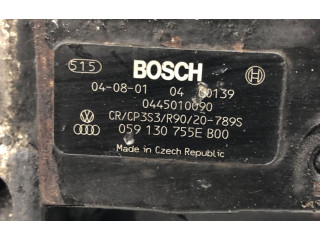 515 BOSCH
04-08-01 04 00139
0445010090
CR/CP3S3/R90/20-789S
059 130 755E B00
Made in Czech Republic